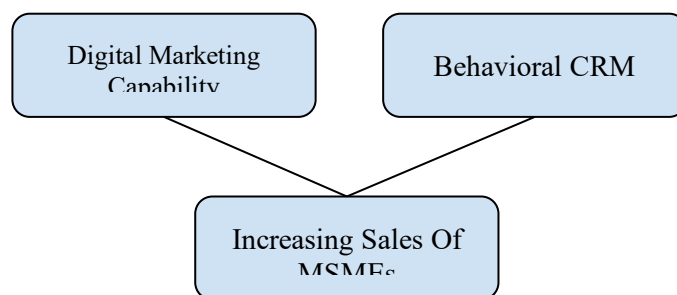 Digital Marketing
Capability
Behavioral CRM
Increasing Sales Of
MSMEs